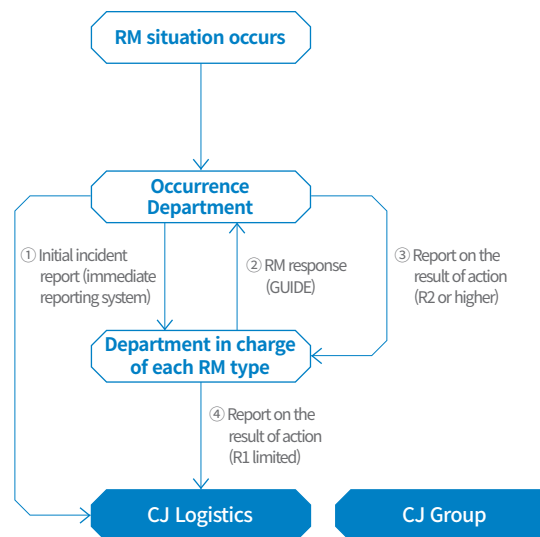 RM situation occurs
Occurrence
Department
① Initial incident
report (immediate
reporting system)
② RM response
(GUIDE)
③ Report on the
result of action
(R2 or higher)
Department in charge
of each RM type
④ Report on the
result of action
(R1 limited)
CJ Logistics
CJ Group